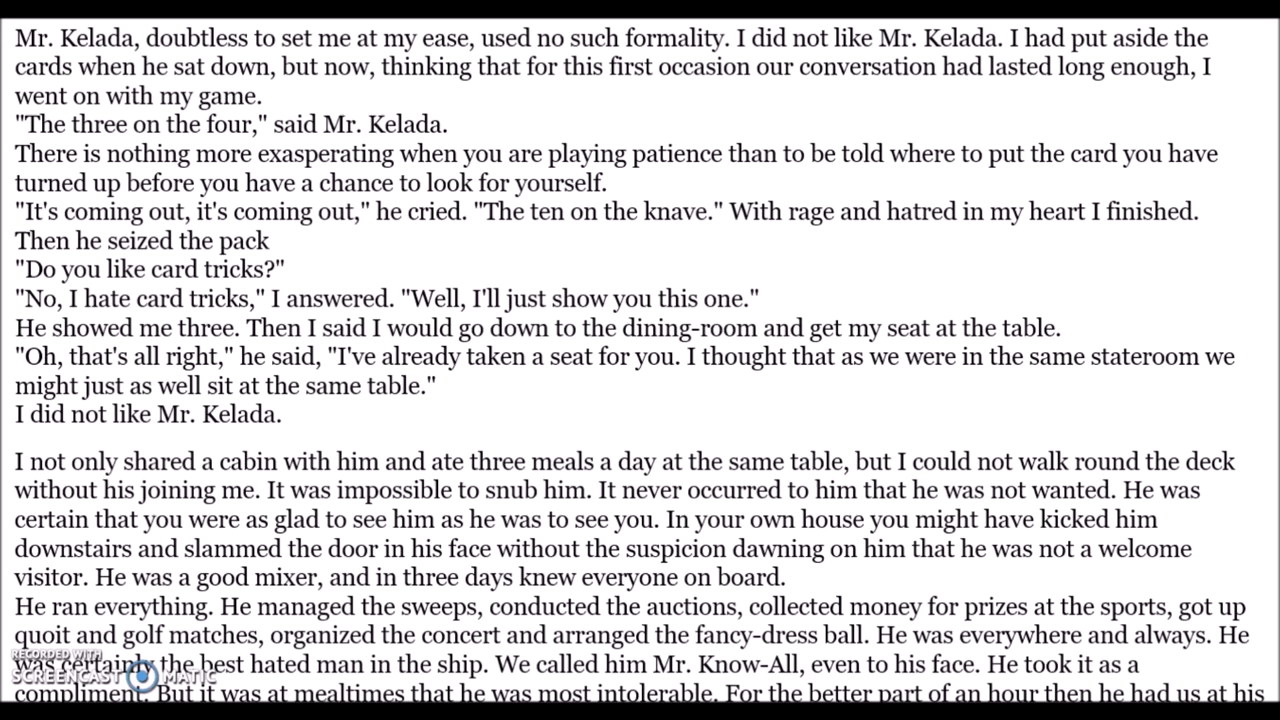 Mr. Kelada, doubtless to set me at my ease, used no such formality. I did not like Mr. Kelada. I had put aside the
cards when he sat down, but now, thinking that for this first occasion our conversation had lasted long enough, I
went on with my game.
"The three on the four," said Mr. Kelada.
There is nothing more exasperating when you are playing patience than to be told where to put the card you have
turned up before you have a chance to look for yourself.
"It's coming out, it's coming out," he cried. "The ten on the knave." With rage and hatred in my heart I finished.
Then he seized the pack
"Do you like card tricks?"
"No, I hate card tricks," I answered. "Well, I'll just show you this one."
He showed me three. Then I said I would go down to the dining-room and get my seat at the table.
"Oh, that's all right," he said, "I've already taken a seat for you. I thought that as we were in the same stateroom we
might just as well sit at the same table."
I did not like Mr. Kelada.
I not only shared a cabin with him and ate three meals a day at the same table, but I could not walk round the deck
without his joining me. It was impossible to snub him. It never occurred to him that he was not wanted. He was
certain that you were as glad to see him as he was to see you. In your own house you might have kicked him
downstairs and slammed the door in his face without the suspicion dawning on him that he was not a welcome
visitor. He was a good mixer, and in three days knew everyone on board.
He ran everything. He managed the sweeps, conducted the auctions, collected money for prizes at the sports, got up
quoit and golf matches, organized the concert and arranged the fancy-dress ball. He was everywhere and always. He
was certainly the best hated man in the ship. We called him Mr. Know-All, even to his face. He took it as a
compliment. But it was at mealtimes that he was most intolerable. For the better part of an hour then he had us at his
RECORDED WITH
SCREENCAST MATIC